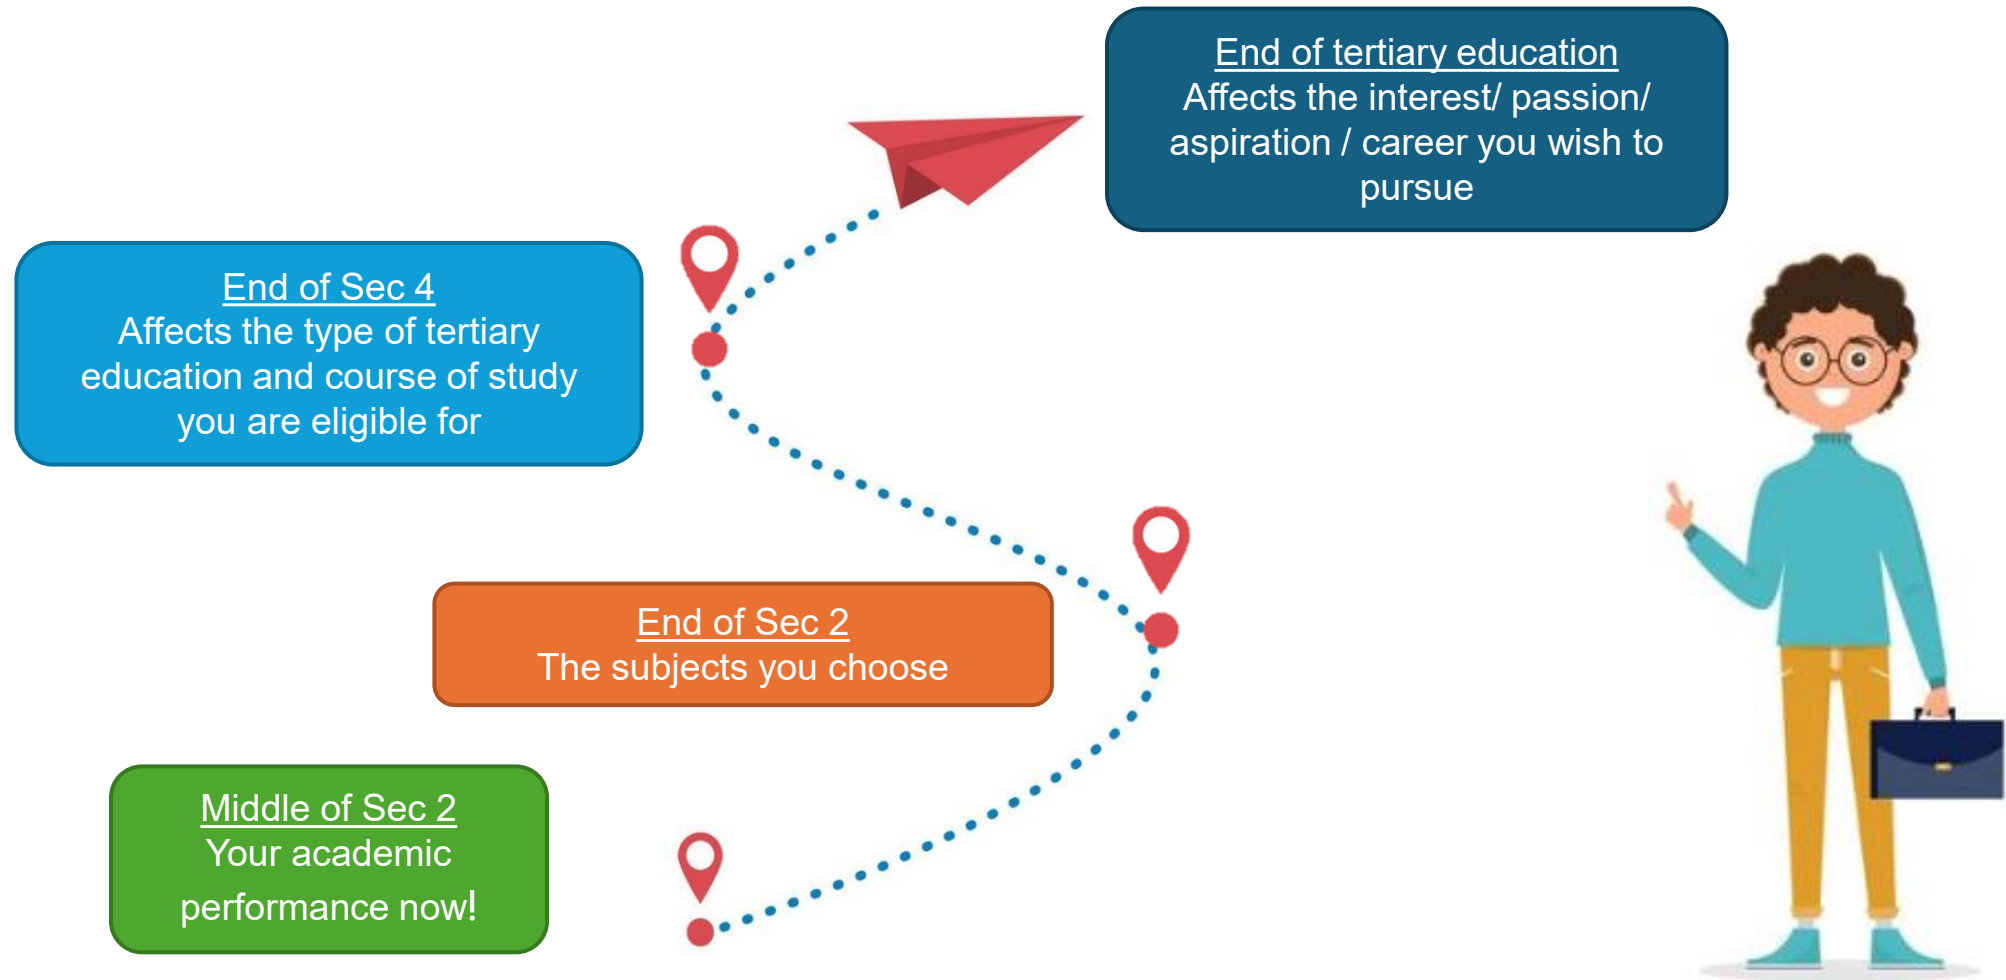 End of tertiary education
Affects the interest/ passion/
aspiration / career you wish to
pursue
End of Sec 4
Affects the type of tertiary
education and course of study
you are eligible for
End of Sec 2
The subjects you choose
Middle of Sec 2
Your academic
performance now!